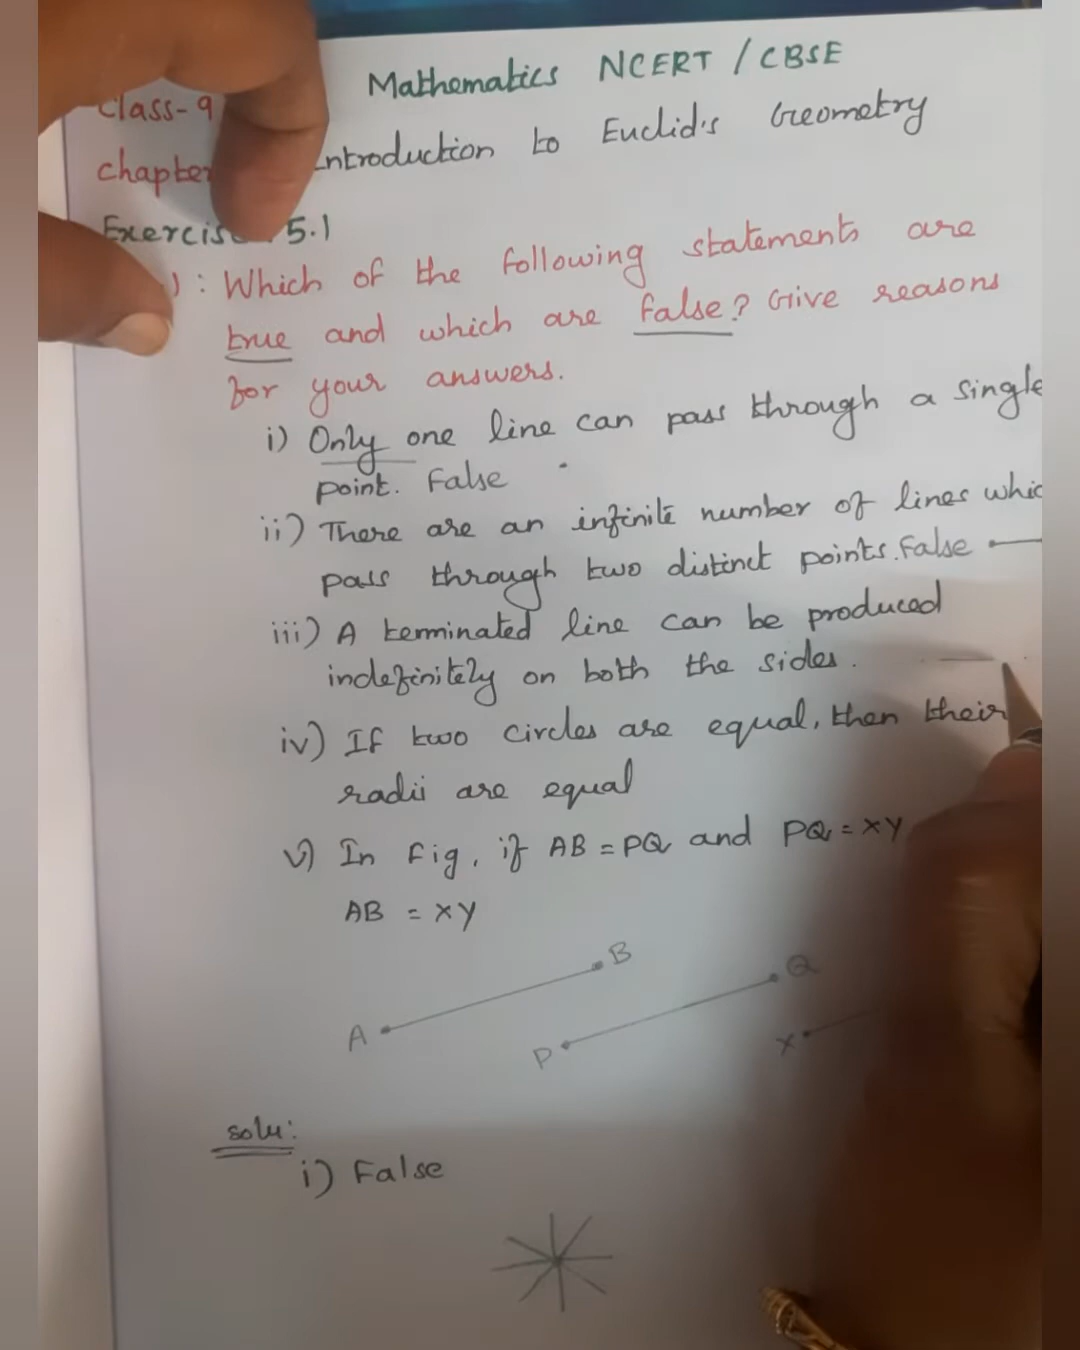 Mathematics NCERT / CBSE
Class-9
Introduction to Euclid's Geometry
Exercise 5.1
): Which of the following statements are
true and which are false? Give reasons
for your answers.
i) Only one line can pass through a single
point. False
ii) There are an infinite number of lines
pass through two distinct points. False
iii) A terminated line can be produced
indefinitely on both the sides.
iv) If two circles are equal, then their
radii are equal
v) In fig, if AB = PQ and PQ = XY
AB = XY
B
Q
A
P
X
solu:
i) False